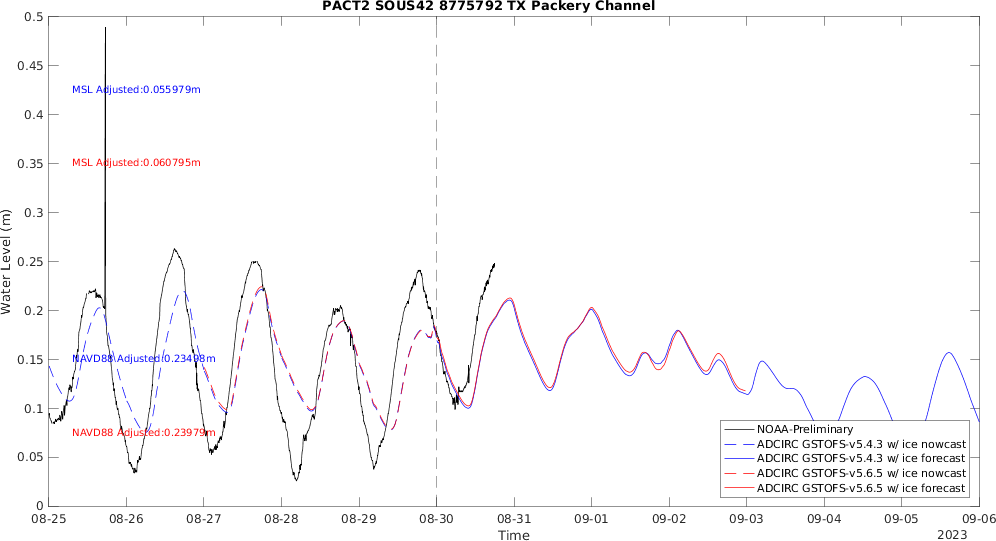 PACT2 SOUS42 8775792 TX Packery Channel
0.5
0.45
MSL Adjusted:0.055979m
0.4
0.35
MSL Adjusted:0.060795m
0.3
0.25
Water Level (m)
0.2
0.15
NAVD88 Adjusted:0.23498m
0.1
NAVD88 Adjusted:0.23979m
0.05
0
NOAA-Preliminary
ADCIRC GSTOFS-v5.4.3 w/ ice nowcast
ADCIRC GSTOFS-v5.4.3 w/ ice forecast
ADCIRC GSTOFS-v5.6.5 w/ ice nowcast
ADCIRC GSTOFS-v5.6.5 w/ ice forecast
08-25 08-26 08-27 08-28 08-29 08-30 08-31 09-01 09-02 09-03 09-04 09-05 09-06
Time
2023